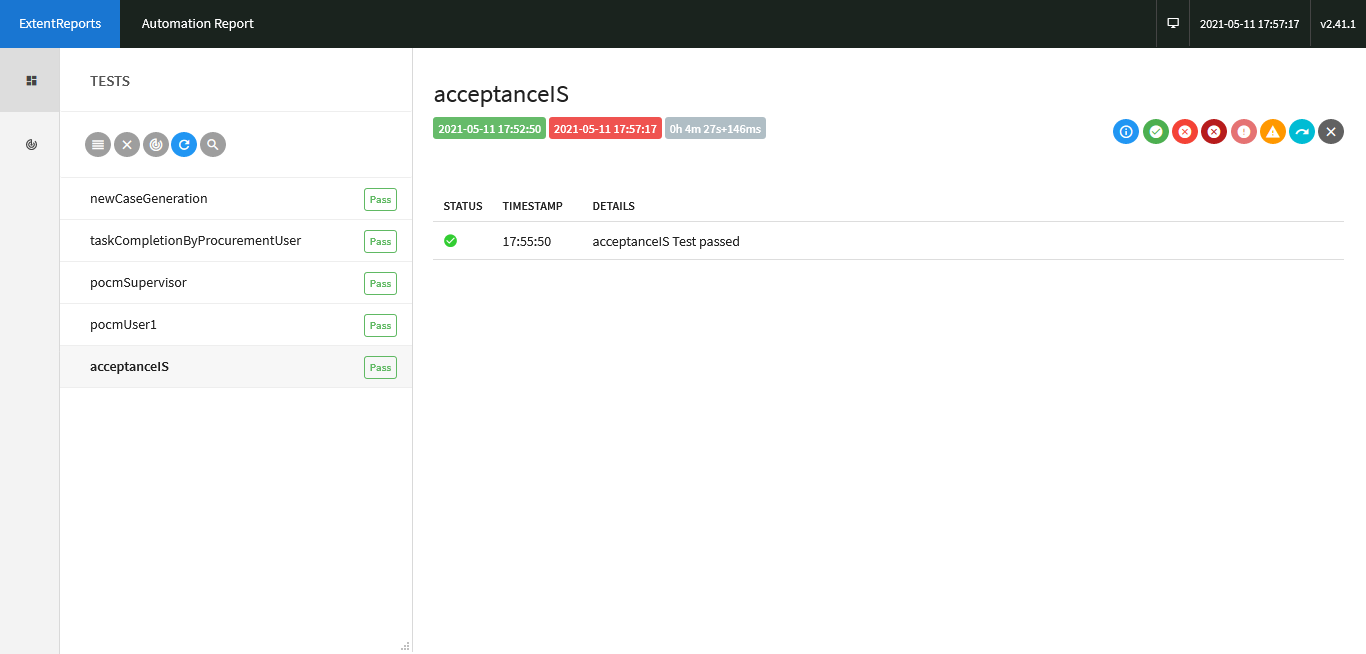 ExtentReports Automation Report 2021-05-11 17:57:17 v2.41.1
TESTS
newCaseGeneration Pass
taskCompletionByProcurementUser Pass
pocmSupervisor Pass
pocmUser1 Pass
acceptanceIS Pass
acceptanceIS
2021-05-11 17:52:50 2021-05-11 17:57:17 0h 4m 27s+146ms
STATUS TIMESTAMP DETAILS
17:55:50 acceptanceIS Test passed